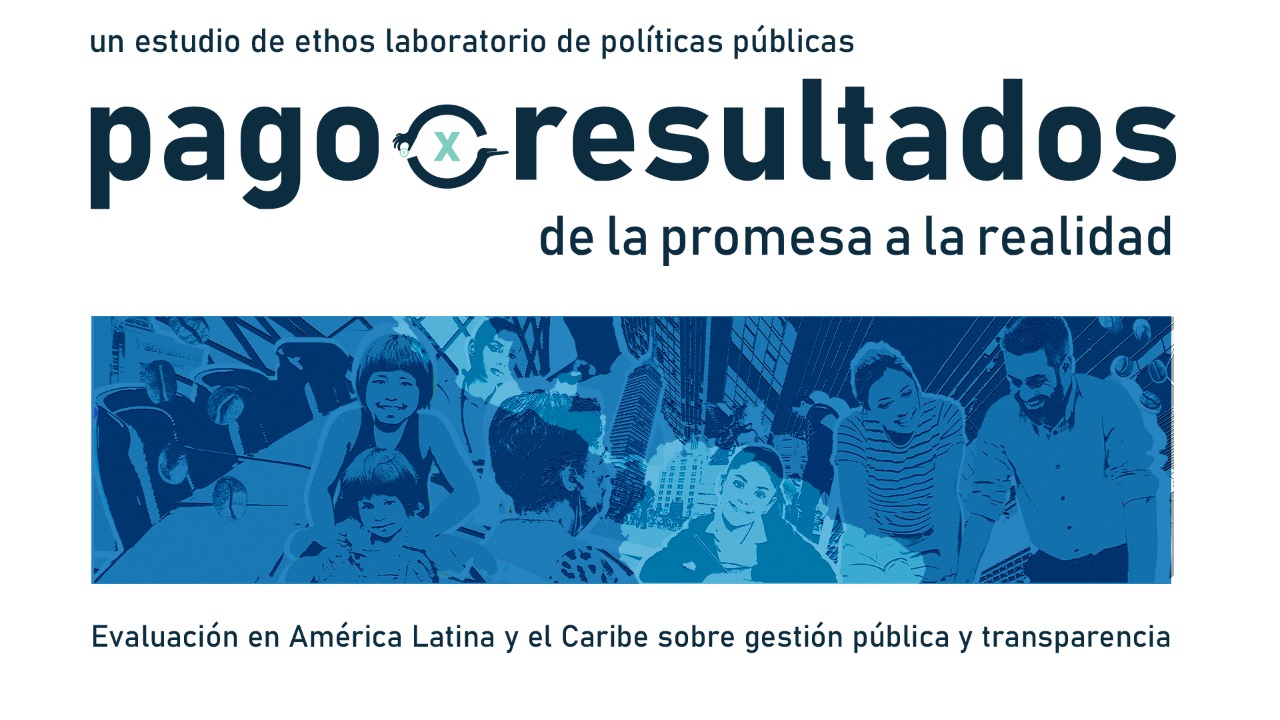 un estudio de ethos laboratorio de políticas públicas
pago x resultados
de la promesa a la realidad
Evaluación en América Latina y el Caribe sobre gestión pública y transparencia